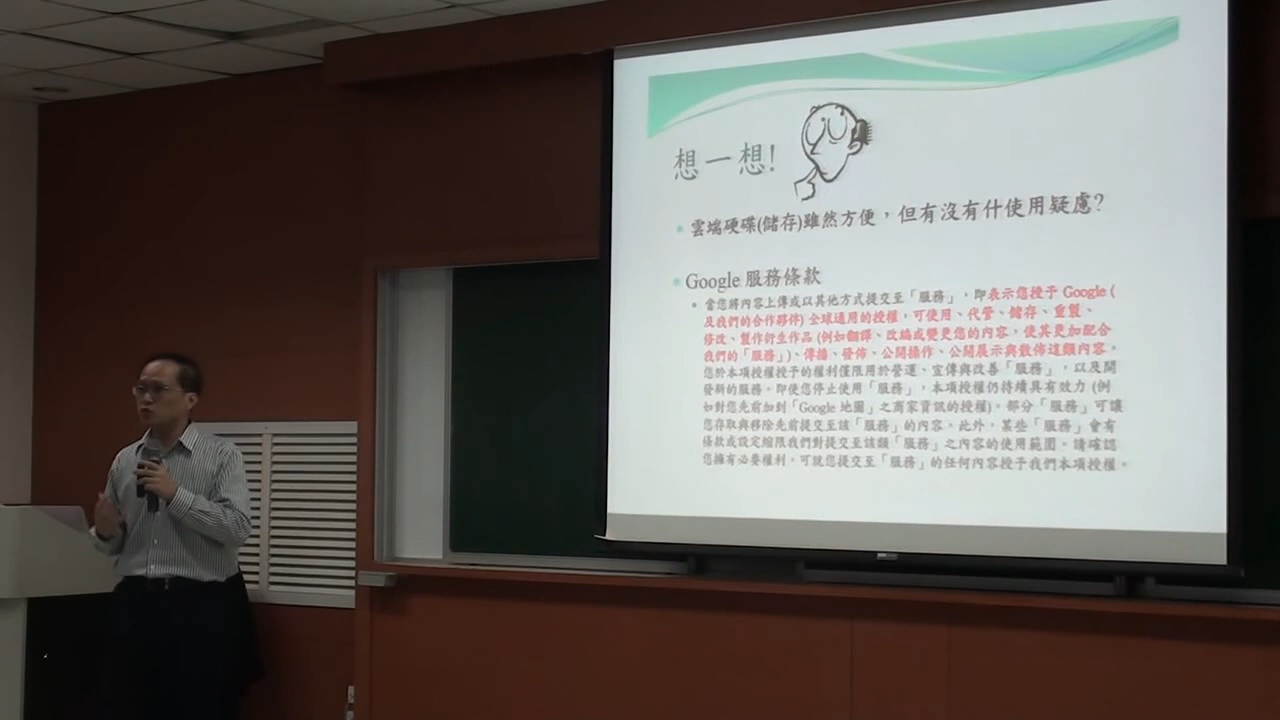 想一想!
雲端硬碟(儲存)雖然方便，但有沒有什使用疑慮?
Google 服務條款
當您將內容上傳或以其他方式提交至「服務」，即表示您授予 Google (
及我們的合作夥伴) 全球通用的授權，可使用、代管、儲存、重製、
修改、製作衍生作品 (例如翻譯、改編或變更您的內容，使其更加配合
我們的「服務」)、傳播、發佈、公開操作、公開展示與散佈這類內容。
您於本項授權授予的權利僅限用於營運、宣傳與改善「服務」，以及開
發新的服務。即使您停止使用「服務」，本項授權仍持續具有效力 (例
如對您先前加到「Google 地圖」之商家資訊的授權)。部分「服務」可讓
您存取與移除先前提交至該「服務」的內容。此外，某些「服務」會有
條款或設定縮限我們對提交至該類「服務」之內容的使用範圍。請確認
您擁有必要權利，可就您提交至「服務」的任何內容授予我們本項授權。